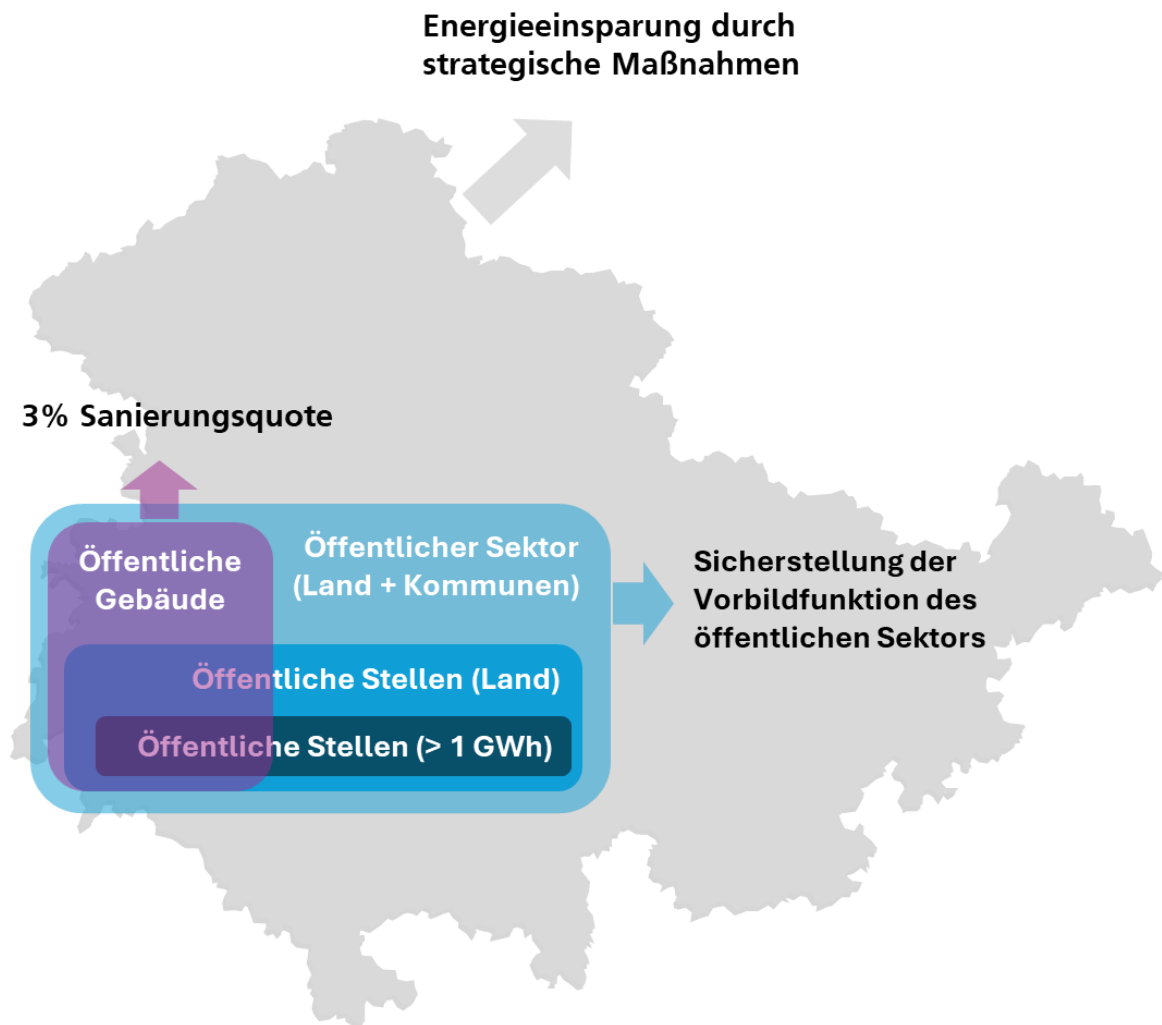 Energieeinsparung durch
strategische Maßnahmen
3% Sanierungsquote
Öffentliche
Gebäude
Öffentlicher Sektor
(Land + Kommunen)
Sicherstellung der
Vorbildfunktion des
öffentlichen Sektors
Öffentliche Stellen (Land)
Öffentliche Stellen (> 1 GWh)